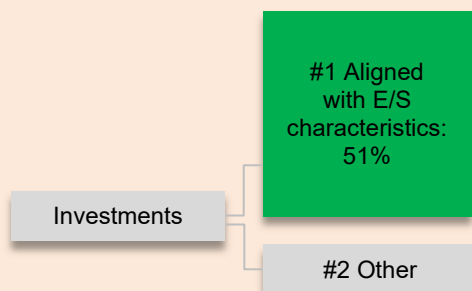 #1 Aligned
with E/S
characteristics:
51%
Investments
#2 Other